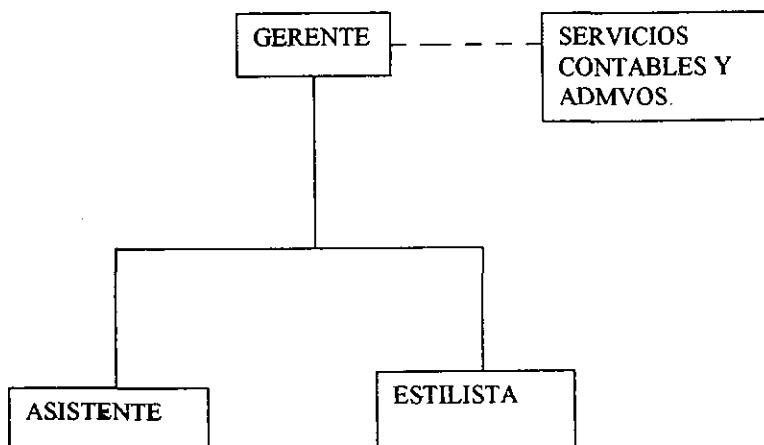 GERENTE
SERVICIOS
CONTABLES Y
ADMVOS.
ASISTENTE
ESTILISTA